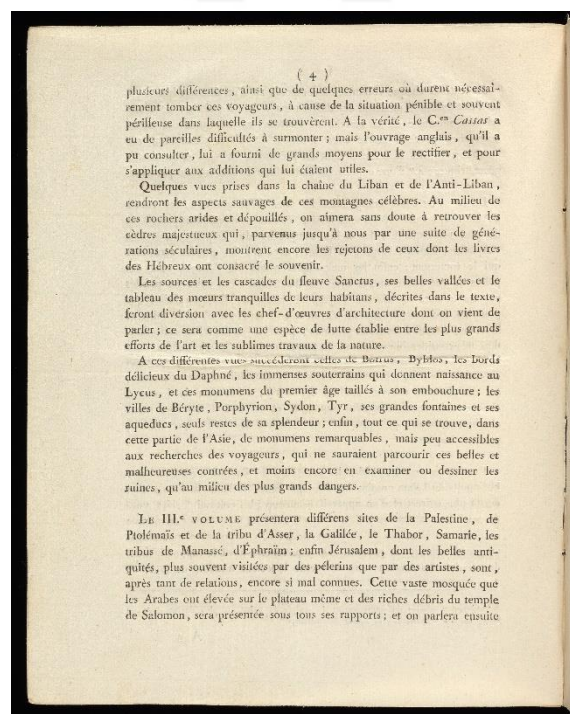 ( 4 )
plusieurs différences, ainsi que de quelques erreurs où durent nécessai-
rement tomber ces voyageurs, à cause de la situation pénible et souvent
périlleuse dans laquelle ils se trouvèrent. A la vérité, le C.en Cassas a
eu de pareilles difficultés à surmonter; mais l'ouvrage anglais, qu'il a
pu consulter, lui a fourni de grands moyens pour le rectifier, et pour
s'appliquer aux additions qui lui étaient utiles.
Quelques vues prises dans la chaîne du Liban et de l'Anti-Liban,
rendront les aspects sauvages de ces montagnes célèbres. Au milieu de
ces rochers arides et dépouillés, on aimera sans doute à retrouver les
cèdres majestueux qui, parvenus jusqu'à nous par une suite de géné-
rations séculaires, montrent encore les rejetons de ceux dont les livres
des Hébreux ont consacré le souvenir.
Les sources et les cascades du fleuve Sanctus, ses belles vallées et le
tableau des mœurs tranquilles de leurs habitans, décrites dans le texte,
feront diversion avec les chef-d'œuvres d'architecture dont on vient de
parler; ce sera comme une espèce de lutte établie entre les plus grands
efforts de l'art et les sublimes travaux de la nature.
A ces différentes vues succéderont celles de Botrus, Byblos, les bords
délicieux du Daphné, les immenses souterrains qui donnent naissance au
Lycus, et ces monumens du premier âge taillés à son embouchure; les
villes de Béryte, Porphyrion, Sydon, Tyr, ses grandes fontaines et ses
aqueducs, seuls restes de sa splendeur; enfin, tout ce qui se trouve, dans
cette partie de l'Asie, de monumens remarquables, mais peu accessibles
aux recherches des voyageurs, qui ne sauraient parcourir ces belles et
malheureuses contrées, et moins encore en examiner ou dessiner les
ruines, qu'au milieu des plus grands dangers.
LE III.e VOLUME présentera différens sites de la Palestine, de
Ptolémaïs et de la tribu d'Asser, la Galilée, le Thabor, Samarie, les
tribus de Manassé, d'Éphraïm; enfin Jérusalem, dont les belles anti-
quités, plus souvent visitées par des pélerins que par des artistes, sont,
après tant de relations, encore si mal connues. Cette vaste mosquée que
les Arabes ont élevée sur le plateau même et des riches débris du temple
de Salomon, sera présentée sous tous ses rapports; et on parlera ensuite